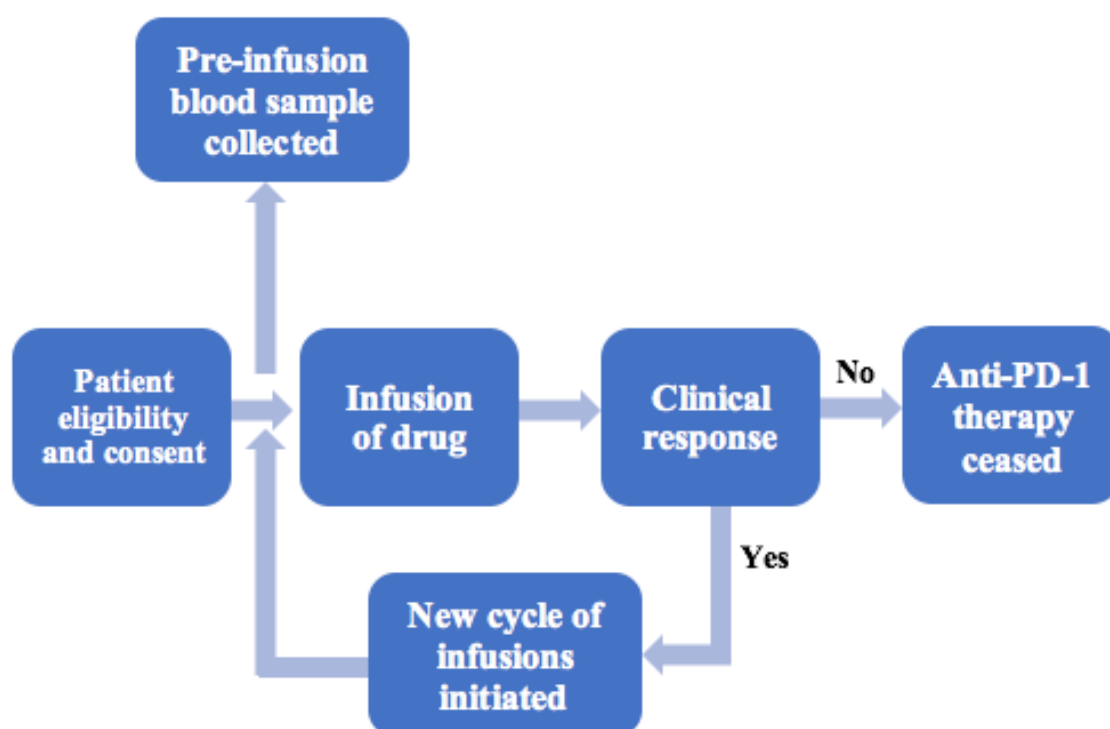 Pre-infusion
blood sample
collected
Patient
eligibility
and consent
Infusion
of drug
Clinical
response
No
Anti-PD-1
therapy
ceased
Yes
New cycle of
infusions
initiated